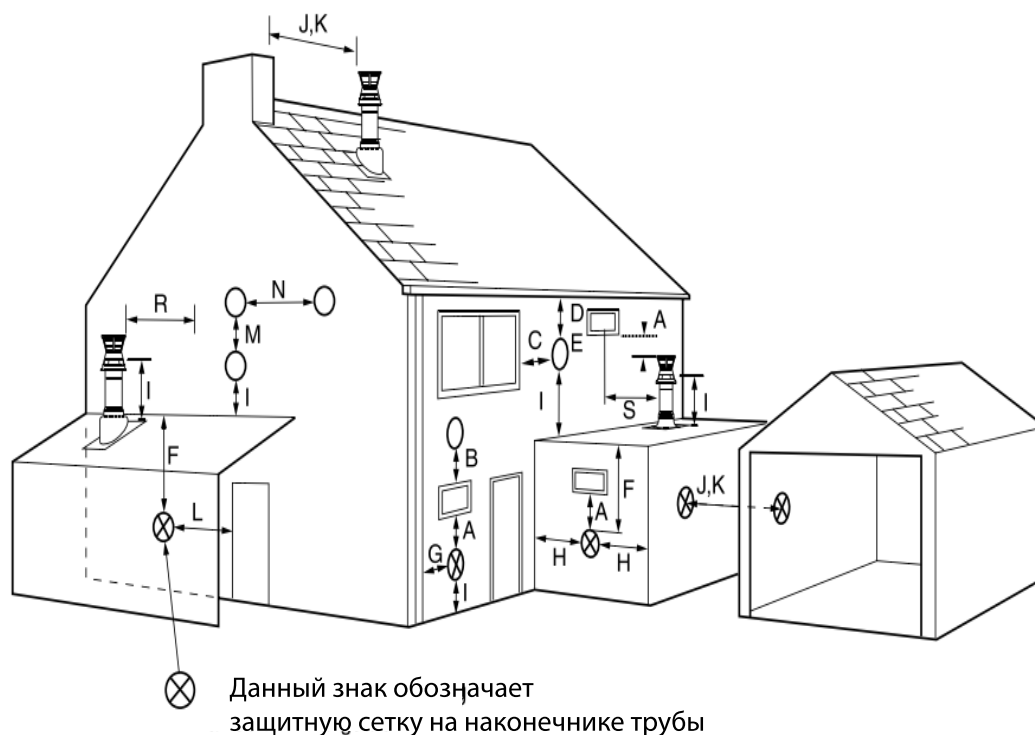 J,K
R
N
M
I
I
F
L
D
E
C
A
S
I
I
B
A
G
I
F
A
H
H
J,K
Данный знак обозначает
защитную сетку на наконечнике трубы